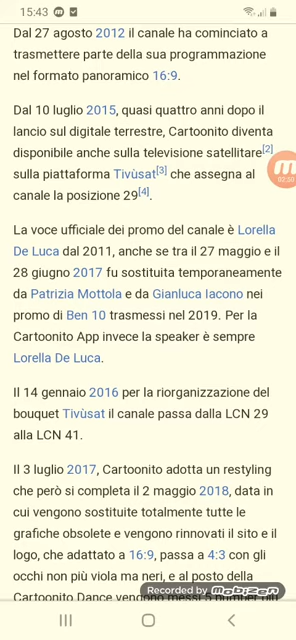 15:43
Dal 27 agosto 2012 il canale ha cominciato a
trasmettere parte della sua programmazione
nel formato panoramico 16:9.
Dal 10 luglio 2015, quasi quattro anni dopo il
lancio sul digitale terrestre, Cartoonito diventa
disponibile anche sulla televisione satellitare[2]
sulla piattaforma Tivùsat[3] che assegna al
canale la posizione 29[4].
La voce ufficiale dei promo del canale è Lorella
De Luca dal 2011, anche se tra il 27 maggio e il
28 giugno 2017 fu sostituita temporaneamente
da Patrizia Mottola e da Gianluca Iacono nei
promo di Ben 10 trasmessi nel 2019. Per la
Cartoonito App invece la speaker è sempre
Lorella De Luca.
Il 14 gennaio 2016 per la riorganizzazione del
bouquet Tivùsat il canale passa dalla LCN 29
alla LCN 41.
Il 3 luglio 2017, Cartoonito adotta un restyling
che però si completa il 2 maggio 2018, data in
cui vengono sostituite totalmente tutte le
grafiche obsolete e vengono rinnovati il sito e il
logo, che adattato a 16:9, passa a 4:3 con gli
occhi non più viola ma neri, e al posto della
Recorded by mobizen
Cartoonito Dance vengono messi 5 bumper